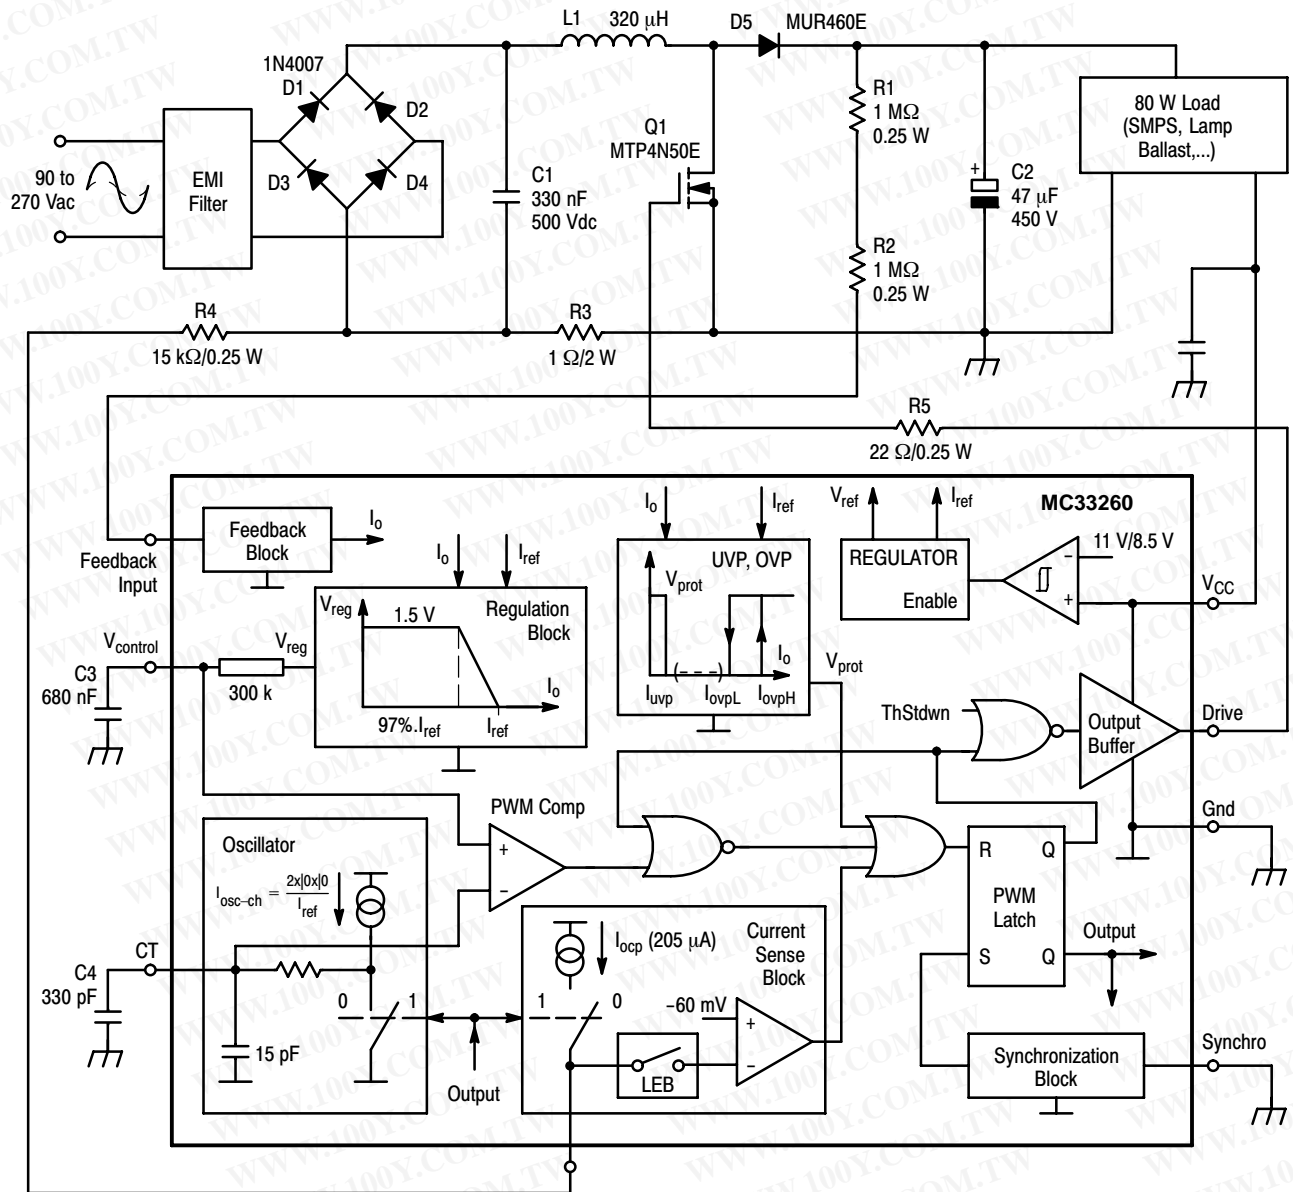 L1
320 µH
D5
MUR460E
1N4007
D1
D2
D3
D4
90 to
270 Vac
EMI
Filter
C1
330 nF
500 Vdc
Q1
MTP4N50E
R1
1 MΩ
0.25 W
R2
1 MΩ
0.25 W
+
C2
47 µF
450 V
80 W Load
(SMPS, Lamp
Ballast,...)
R4
15 kΩ/0.25 W
R3
1 Ω/2 W
R5
22 Ω/0.25 W
MC33260
Feedback
Input
Feedback
Block
Io
Io
Iref
Vreg
1.5 V
Regulation
Block
Io
97%.Iref
Iref
Vcontrol
Vreg
300 k
C3
680 nF
Io
Iref
UVP, OVP
Vprot
Io
Iuvp
(----)
IovpL
IovpH
Vprot
Vref
Iref
REGULATOR
Enable
11 V/8.5 V
−
+
VCC
ThStdwn
Output
Buffer
Drive
Gnd
PWM Comp
+
−
Oscillator
Iosc–ch = 2x|0x|0 / Iref
CT
C4
330 pF
15 pF
0
1
Output
1
0
Iocp (205 µA)
Current
Sense
Block
−60 mV
+
−
LEB
R
Q
PWM
Latch
S
Q
Output
Synchronization
Block
Synchro
WWW.100Y.COM.TW